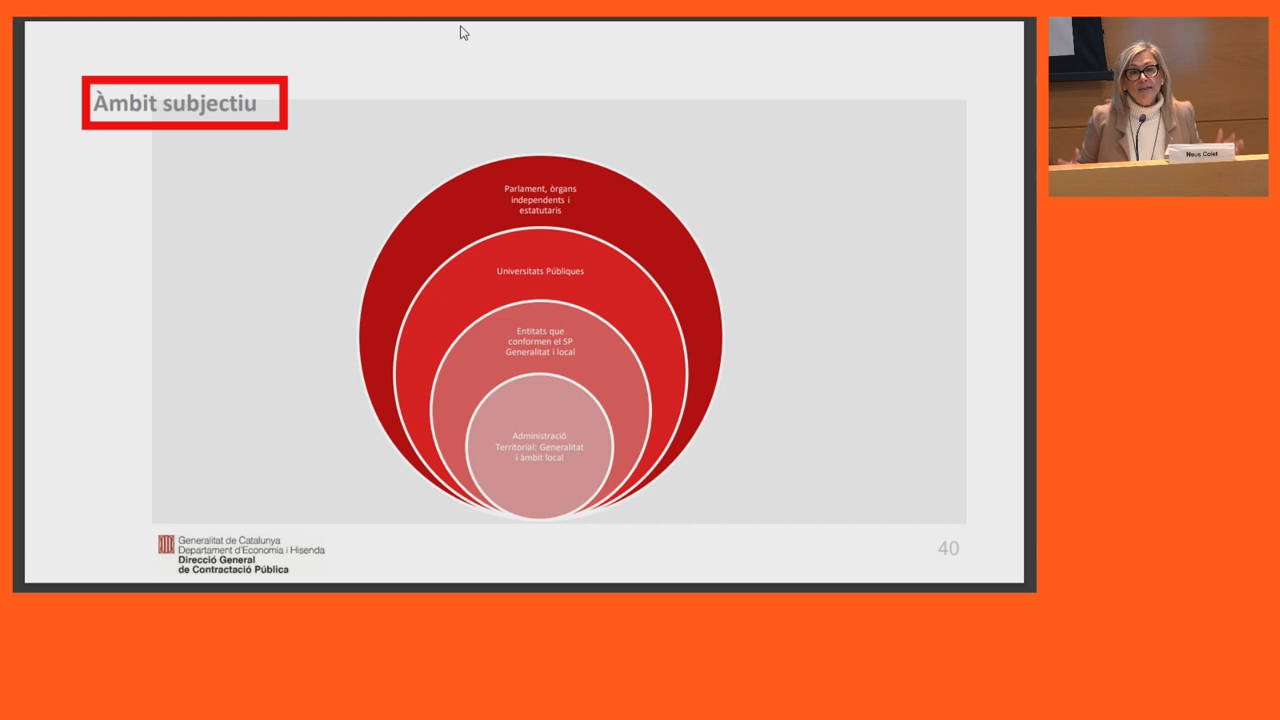 Àmbit subjectiu
Parlament, òrgans
independents i
estatutaris
Universitats Públiques
Entitats que
conformen el SP
Generalitat i local
Administració
Territorial: Generalitat
i àmbit local
Generalitat de Catalunya
Departament d'Economia i Hisenda
Direcció General
de Contractació Pública
40
Neus Colet